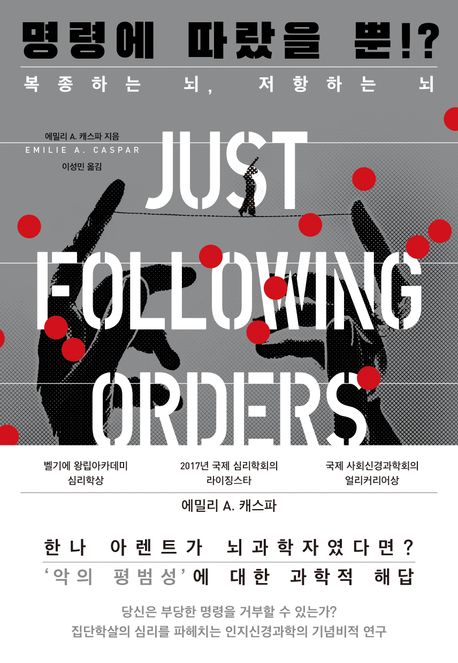 명령에 따랐을 뿐!?
복종하는 뇌, 저항하는 뇌
에밀리 A. 캐스파 지음
EMILIE A. CASPAR
이성민 옮김
JUST
FOLLOWING
ORDERS
벨기에 왕립아카데미
심리학상
2017년 국제 심리학회의
라이징스타
국제 사회신경과학회의
얼리커리어상
에밀리 A. 캐스파
한나 아렌트가 뇌과학자였다면?
‘악의 평범성’에 대한 과학적 해답
당신은 부당한 명령을 거부할 수 있는가?
집단학살의 심리를 파헤치는 인지신경과학의 기념비적 연구